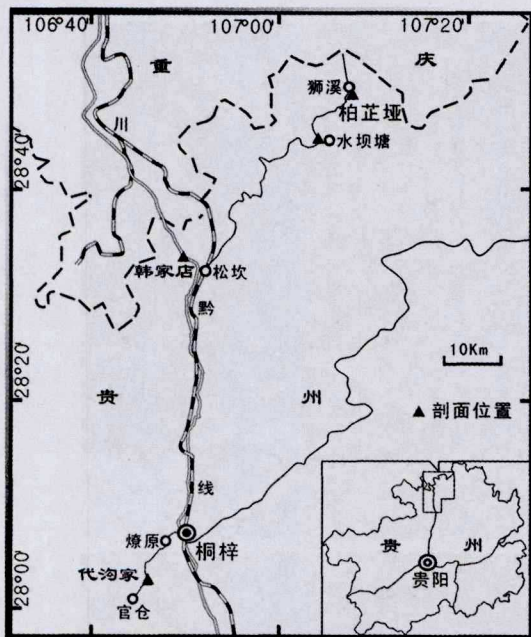 106°40′
107°00′
107°20′
重
庆
狮溪
柏芷垭
川
水坝塘
28°40′
韩家店
松坎
黔
10Km
28°20′
贵
州
▲ 剖面位置
线
燎原
桐梓
代沟家
28°00′
官仓
贵
州
贵阳